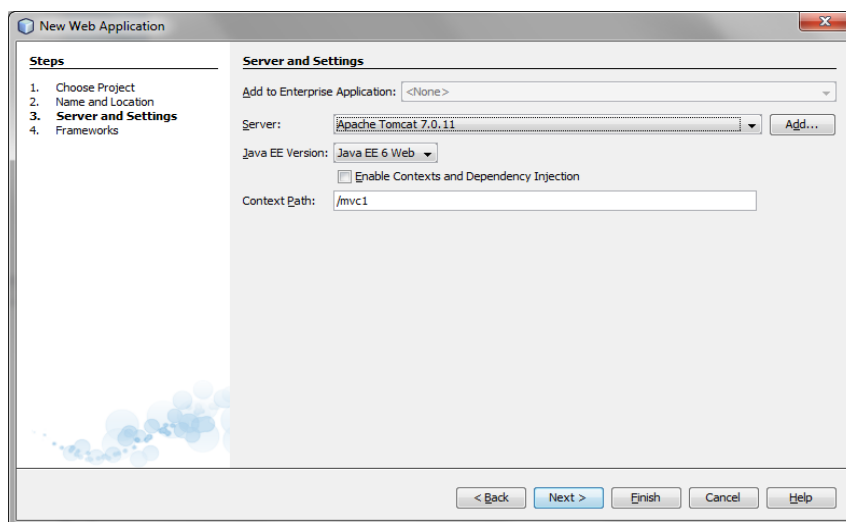 New Web Application
Steps
1. Choose Project
2. Name and Location
3. Server and Settings
4. Frameworks
Server and Settings
Add to Enterprise Application: <None>
Server: Apache Tomcat 7.0.11 Add...
Java EE Version: Java EE 6 Web
Enable Contexts and Dependency Injection
Context Path: /mvc1
< Back Next > Finish Cancel Help